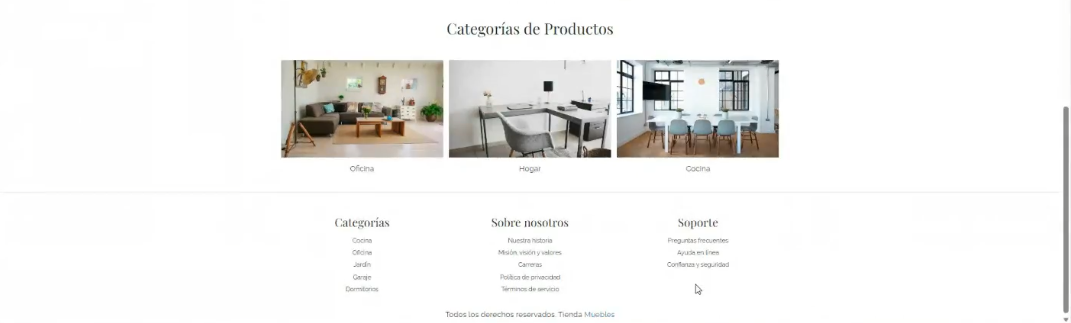 Categorías de Productos
Oficina
Hogar
Cocina
Categorías
Cocina
Oficina
Jardín
Garaje
Dormitorios
Sobre nosotros
Nuestra historia
Misión, visión y valores
Carreras
Política de privacidad
Términos de servicio
Soporte
Preguntas frecuentes
Ayuda en línea
Confianza y seguridad
Todos los derechos reservados. Tienda Muebles